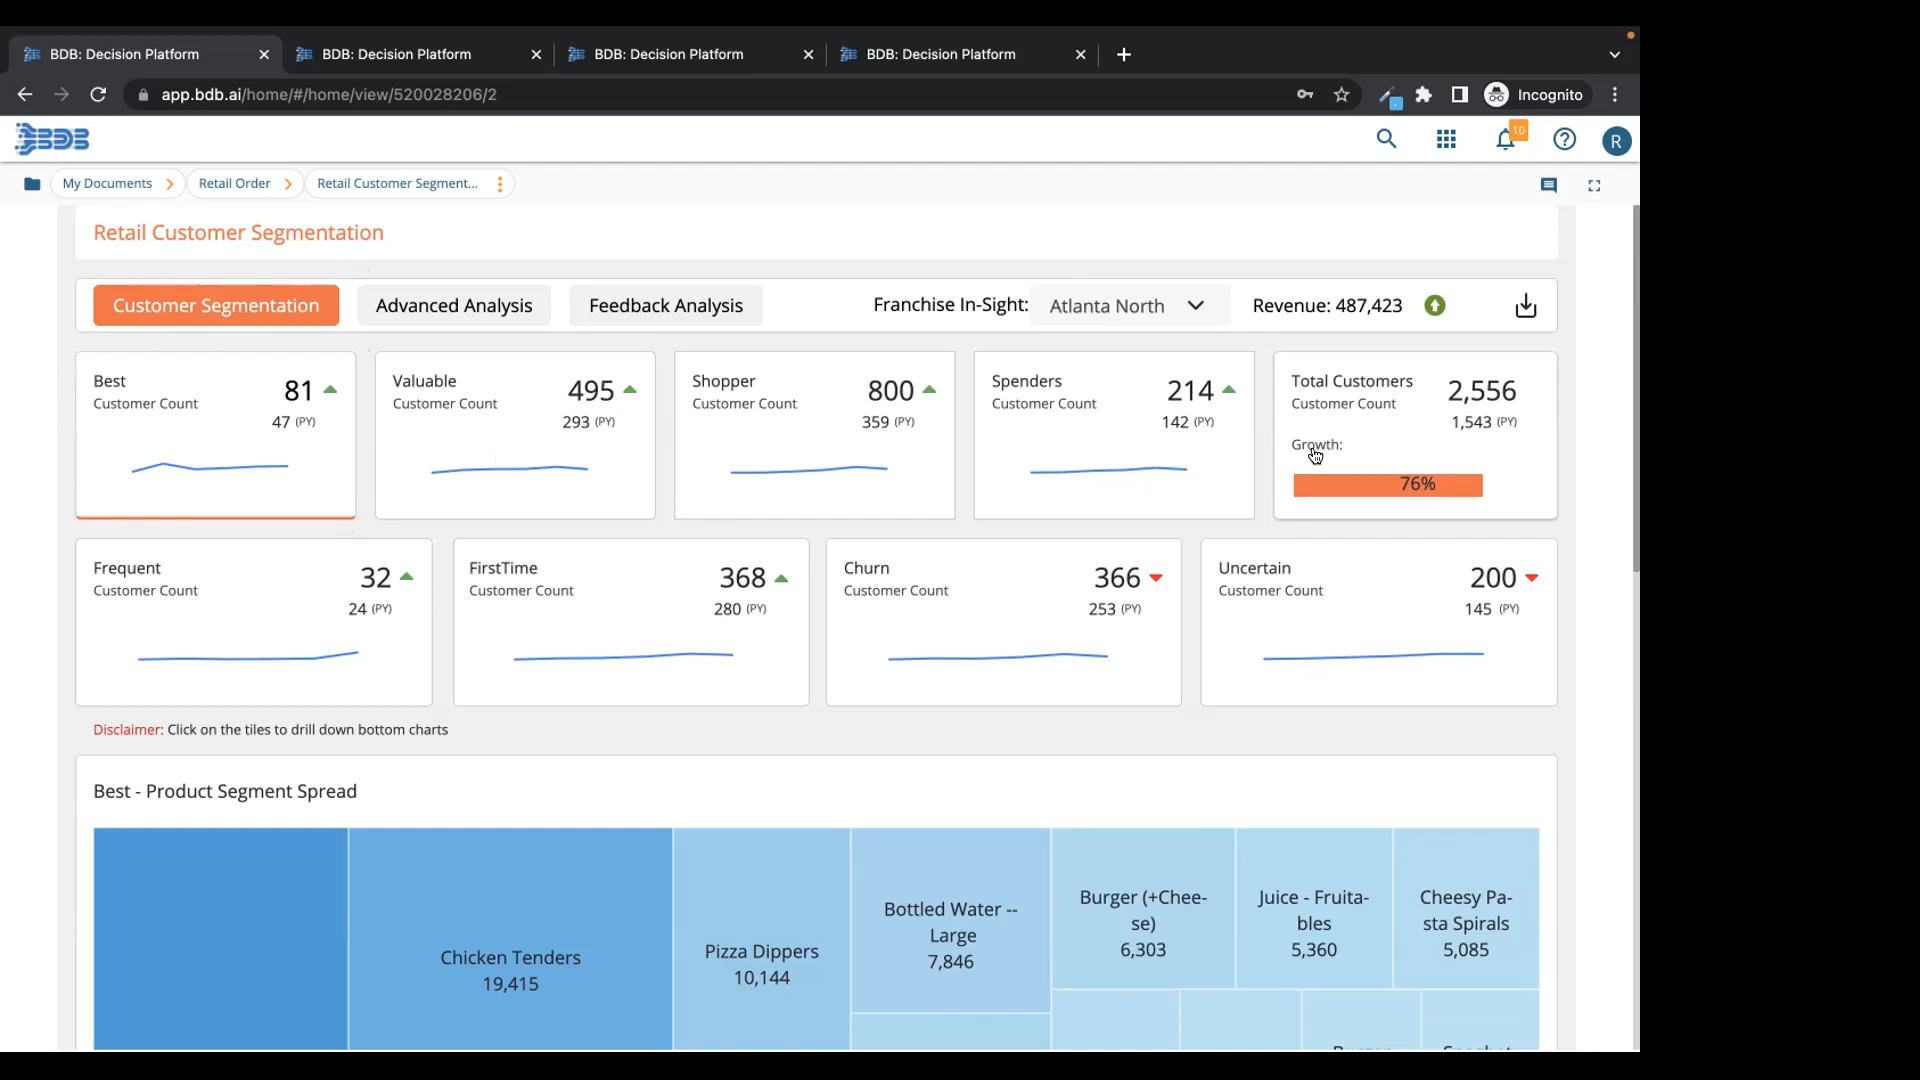 BDB: Decision Platform
BDB: Decision Platform
BDB: Decision Platform
BDB: Decision Platform
app.bdb.ai/home/#/home/view/520028206/2
Incognito
BDB
10
R
My Documents
Retail Order
Retail Customer Segment...
Retail Customer Segmentation
Customer Segmentation
Advanced Analysis
Feedback Analysis
Franchise In-Sight:
Atlanta North
Revenue: 487,423
Best
Customer Count
81
47 (PY)
Valuable
Customer Count
495
293 (PY)
Shopper
Customer Count
800
359 (PY)
Spenders
Customer Count
214
142 (PY)
Total Customers
Customer Count
2,556
1,543 (PY)
Growth:
76%
Frequent
Customer Count
32
24 (PY)
FirstTime
Customer Count
368
280 (PY)
Churn
Customer Count
366
253 (PY)
Uncertain
Customer Count
200
145 (PY)
Disclaimer: Click on the tiles to drill down bottom charts
Best - Product Segment Spread
Chicken Tenders
19,415
Pizza Dippers
10,144
Bottled Water --
Large
7,846
Burger (+Chee-
se)
6,303
Juice - Fruita-
bles
5,360
Cheesy Pa-
sta Spirals
5,085